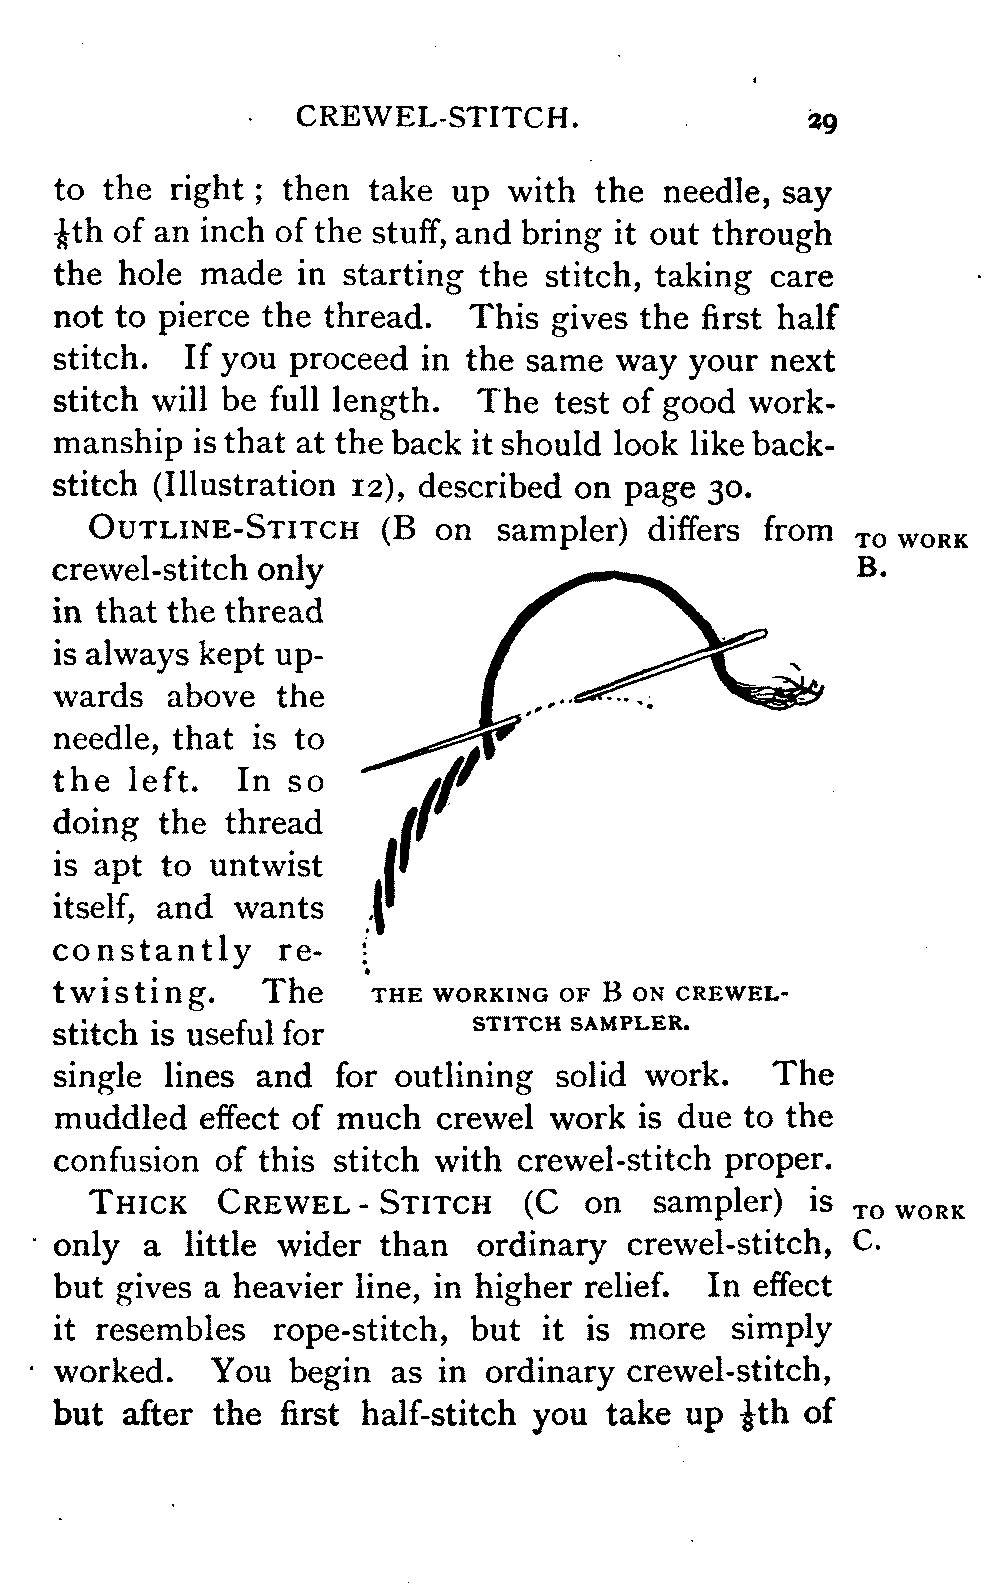 CREWEL-STITCH. 29
to the right ; then take up with the needle, say
⅛th of an inch of the stuff, and bring it out through
the hole made in starting the stitch, taking care
not to pierce the thread. This gives the first half
stitch. If you proceed in the same way your next
stitch will be full length. The test of good work-
manship is that at the back it should look like back-
stitch (Illustration 12), described on page 30.
OUTLINE-STITCH (B on sampler) differs from
TO WORK
B.
crewel-stitch only
in that the thread
is always kept up-
wards above the
needle, that is to
the left. In so
doing the thread
is apt to untwist
itself, and wants
constantly re-
twisting. The
stitch is useful for
THE WORKING OF B ON CREWEL-
STITCH SAMPLER.
single lines and for outlining solid work. The
muddled effect of much crewel work is due to the
confusion of this stitch with crewel-stitch proper.
THICK CREWEL-STITCH (C on sampler) is
TO WORK
C.
only a little wider than ordinary crewel-stitch,
but gives a heavier line, in higher relief. In effect
it resembles rope-stitch, but it is more simply
worked. You begin as in ordinary crewel-stitch,
but after the first half-stitch you take up ⅛th of